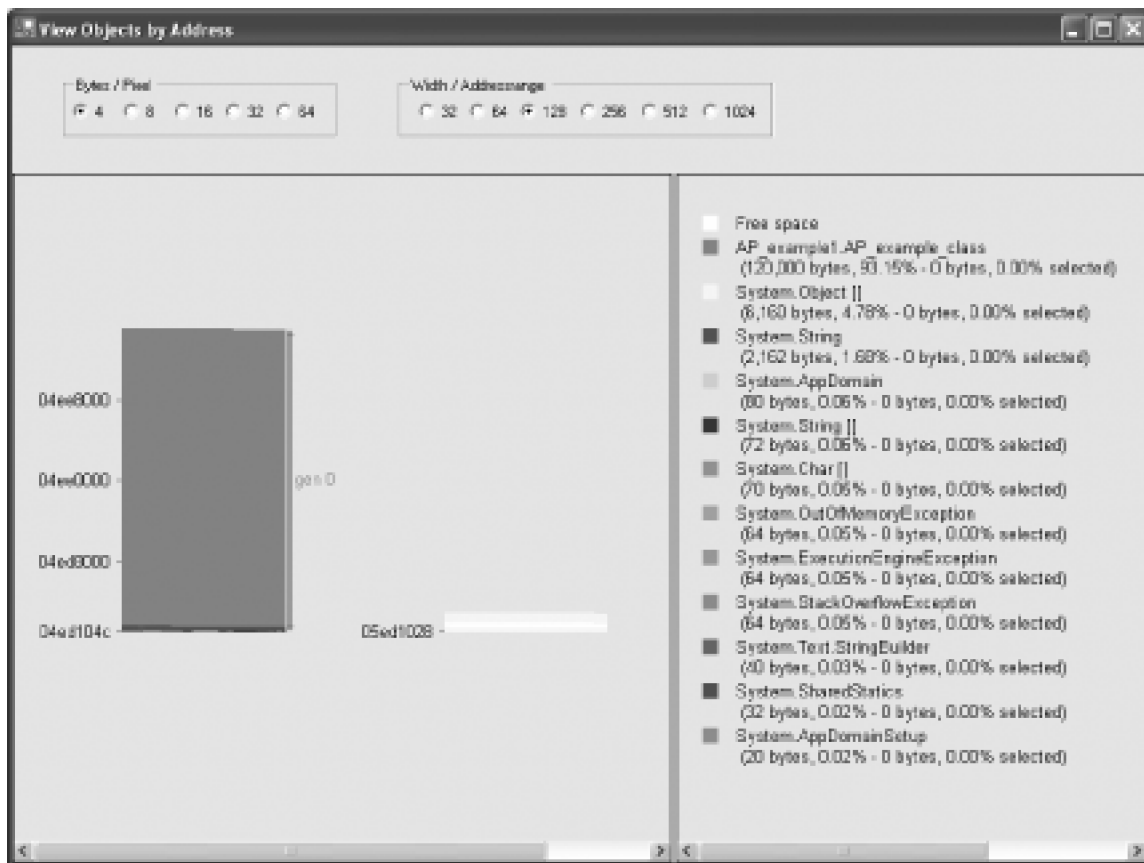 View Objects by Address
Bytes / Pixel
4 8 16 32 64
Width / Addressrange
32 64 128 256 512 1024
04ee8000
04ee0000
gen 0
04ed8000
04ed104c
05ed1028
Free space
AP_example1.AP_example_class
(120,000 bytes, 93.15% - 0 bytes, 0.00% selected)
System.Object []
(6,160 bytes, 4.78% - 0 bytes, 0.00% selected)
System.String
(2,162 bytes, 1.68% - 0 bytes, 0.00% selected)
System.AppDomain
(80 bytes, 0.06% - 0 bytes, 0.00% selected)
System.String []
(72 bytes, 0.06% - 0 bytes, 0.00% selected)
System.Char []
(70 bytes, 0.05% - 0 bytes, 0.00% selected)
System.OutOfMemoryException
(64 bytes, 0.05% - 0 bytes, 0.00% selected)
System.ExecutionEngineException
(64 bytes, 0.05% - 0 bytes, 0.00% selected)
System.StackOverflowException
(64 bytes, 0.05% - 0 bytes, 0.00% selected)
System.Text.StringBuilder
(40 bytes, 0.03% - 0 bytes, 0.00% selected)
System.SharedStatics
(32 bytes, 0.02% - 0 bytes, 0.00% selected)
System.AppDomainSetup
(20 bytes, 0.02% - 0 bytes, 0.00% selected)